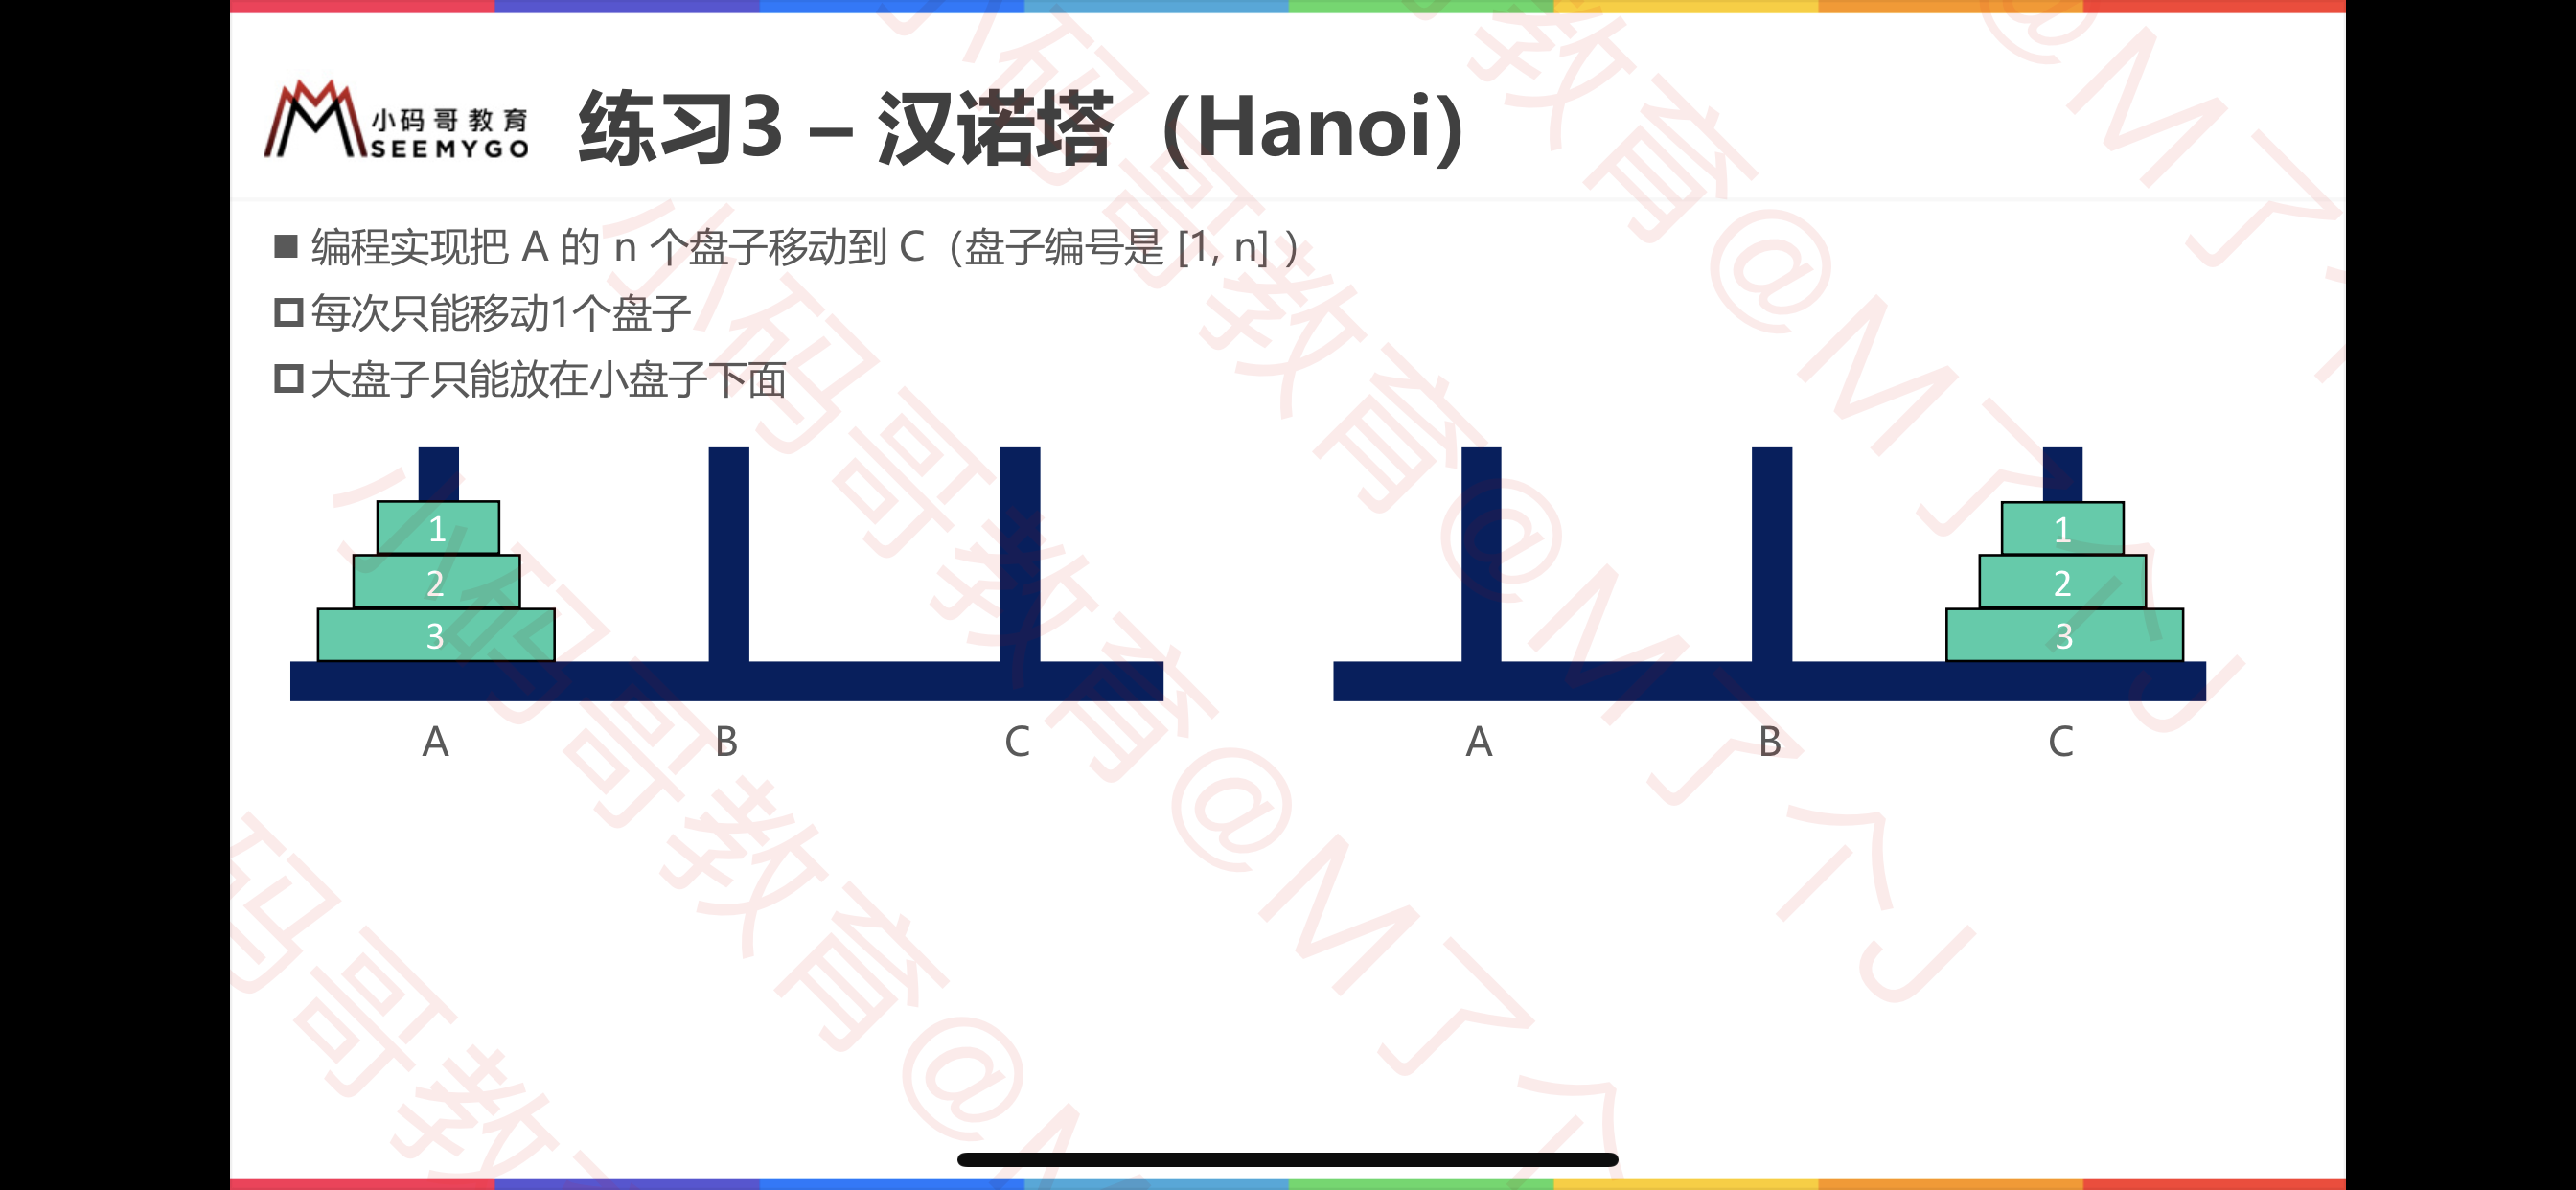 小码哥教育
SEEMYGO
练习3 – 汉诺塔（Hanoi）
编程实现把 A 的 n 个盘子移动到 C（盘子编号是 [1, n] ）
每次只能移动1个盘子
大盘子只能放在小盘子下面
1
2
3
A B C
1
2
3
A B C
小码哥教育@M了个J